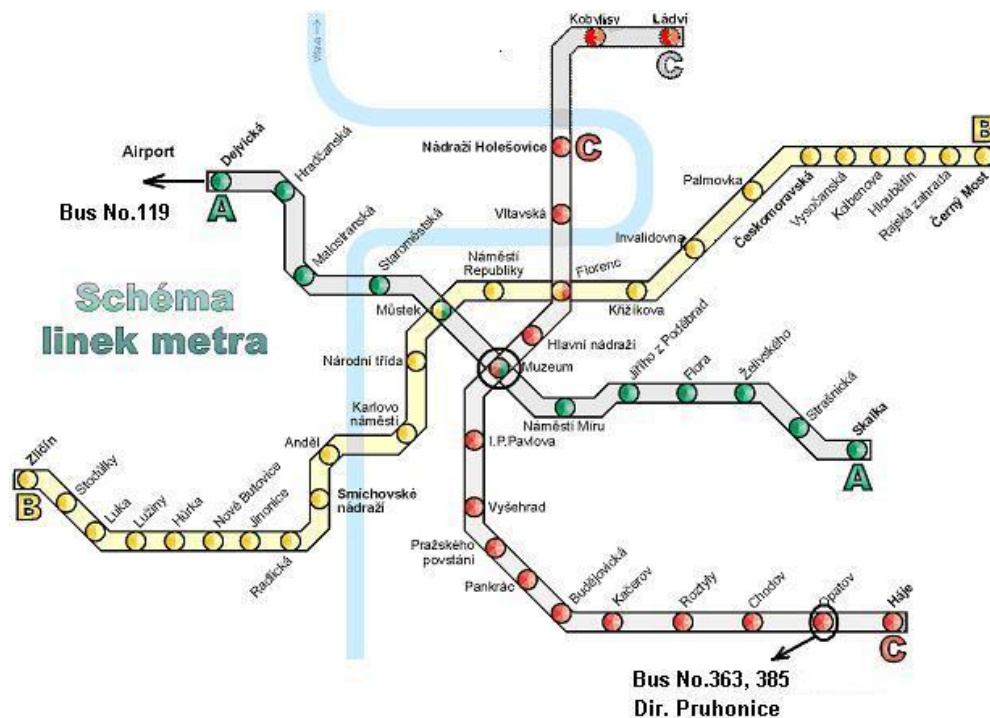 Kobylisy
Ládví
C
Vltava →
Nádraží Holešovice
C
Airport
Bus No.119
Dejvická
A
Hradčanská
Malostranská
Staroměstská
Vltavská
Náměstí
Republiky
Florenc
Můstek
Křižíkova
Invalidovna
Palmovka
Českomoravská
Vysočanská
Kolbenova
Hloubětín
Rajská zahrada
Černý Most
B
Schéma
linek metra
Hlavní nádraží
Národní třída
Muzeum
Jiřího z Poděbrad
Flora
Želivského
Strašnická
Skalka
A
Náměstí Míru
Karlovo
náměstí
Anděl
I.P.Pavlova
Zličín
B
Stodůlky
Luka
Lužiny
Hůrka
Nové Butovice
Jinonice
Radlická
Smíchovské
nádraží
Vyšehrad
Pražského
povstání
Pankrác
Budějovická
Kačerov
Roztyly
Chodov
Opatov
Háje
C
Bus No.363, 385
Dir. Pruhonice